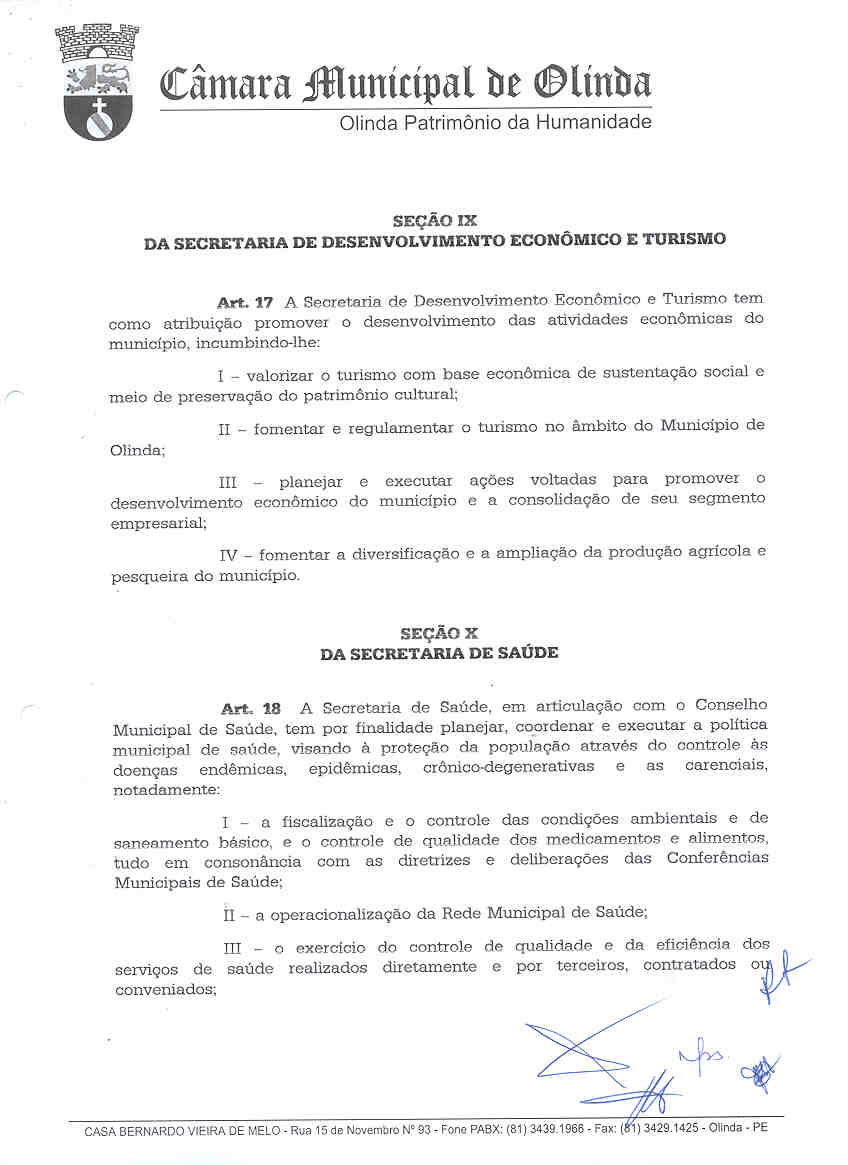 Câmara Municipal de Olinda
Olinda Patrimônio da Humanidade
SEÇÃO IX
DA SECRETARIA DE DESENVOLVIMENTO ECONÔMICO E TURISMO
Art. 17 A Secretaria de Desenvolvimento Econômico e Turismo tem
como atribuição promover o desenvolvimento das atividades econômicas do
município, incumbindo-lhe:
I – valorizar o turismo com base econômica de sustentação social e
meio de preservação do patrimônio cultural;
II – fomentar e regulamentar o turismo no âmbito do Município de
Olinda;
III – planejar e executar ações voltadas para promover o
desenvolvimento econômico do município e a consolidação de seu segmento
empresarial;
IV – fomentar a diversificação e a ampliação da produção agrícola e
pesqueira do município.
SEÇÃO X
DA SECRETARIA DE SAÚDE
Art. 18 A Secretaria de Saúde, em articulação com o Conselho
Municipal de Saúde, tem por finalidade planejar, coordenar e executar a política
municipal de saúde, visando à proteção da população através do controle às
doenças endêmicas, epidêmicas, crônico-degenerativas e as carenciais,
notadamente:
I – a fiscalização e o controle das condições ambientais e de
saneamento básico, e o controle de qualidade dos medicamentos e alimentos,
tudo em consonância com as diretrizes e deliberações das Conferências
Municipais de Saúde;
II – a operacionalização da Rede Municipal de Saúde;
III – o exercício do controle de qualidade e da eficiência dos
serviços de saúde realizados diretamente e por terceiros, contratados ou
conveniados;
CASA BERNARDO VIEIRA DE MELO - Rua 15 de Novembro Nº 93 - Fone PABX: (81) 3439.1966 - Fax: (81) 3429.1425 - Olinda - PE